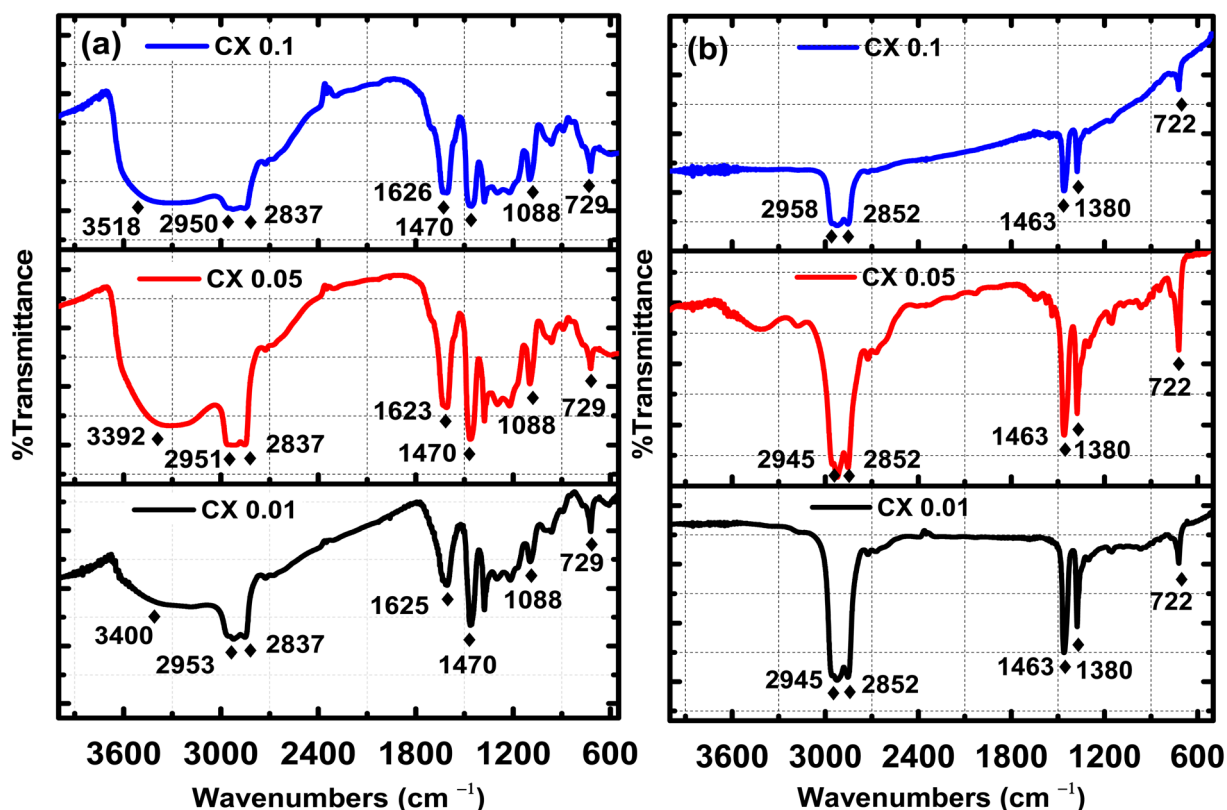 (a)
CX 0.1
3518
2950
2837
1626
1470
1088
729
CX 0.05
3392
2951
2837
1623
1470
1088
729
CX 0.01
3400
2953
2837
1625
1470
1088
729
%Transmittance
3600 3000 2400 1800 1200 600
Wavenumbers (cm⁻¹)
(b)
CX 0.1
2958
2852
1463
1380
722
CX 0.05
2945
2852
1463
1380
722
CX 0.01
2945
2852
1463
1380
722
%Transmittance
3600 3000 2400 1800 1200 600
Wavenumbers (cm⁻¹)